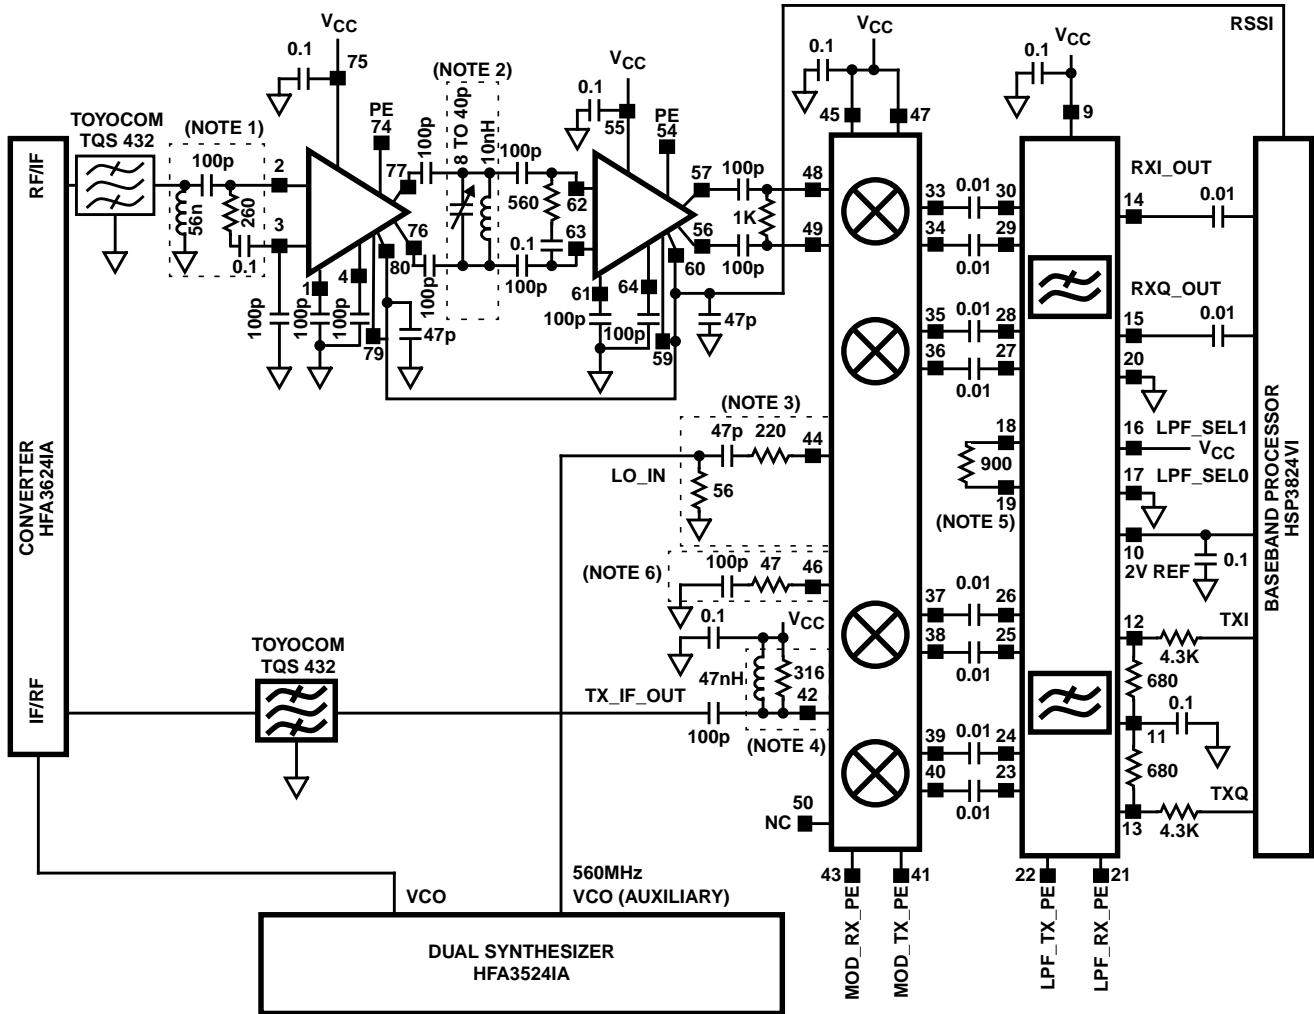 VCC
0.1
75
(NOTE 2)
TOYOCOM
TQS 432
(NOTE 1)
100p
RF/IF
56n
260
0.1
2
3
100p
1
100p
4
100p
PE
74
77
76
80
79
47p
100p
100p
8 TO 40p
10nH
100p
560
0.1
100p
VCC
0.1
55
PE
54
62
63
61
100p
64
100p
59
57
56
60
100p
1K
100p
47p
VCC
0.1
45
47
48
49
VCC
0.1
9
RSSI
33
0.01
30
34
0.01
29
35
0.01
28
36
0.01
27
RXI_OUT
14
0.01
RXQ_OUT
15
0.01
20
16
LPF_SEL1
VCC
17
LPF_SEL0
10
2V REF
0.1
18
900
19
(NOTE 5)
(NOTE 3)
47p
220
44
LO_IN
56
(NOTE 6)
100p
47
46
0.1
VCC
47nH
316
42
TX_IF_OUT
100p
(NOTE 4)
TOYOCOM
TQS 432
CONVERTER
HFA3624IA
IF/RF
37
0.01
26
38
0.01
25
39
0.01
24
40
0.01
23
12
TXI
4.3K
680
0.1
11
680
TXQ
13
4.3K
BASEBAND PROCESSOR
HSP3824VI
50
NC
43
41
MOD_RX_PE
MOD_TX_PE
22
21
LPF_TX_PE
LPF_RX_PE
VCO
560MHz
VCO (AUXILIARY)
DUAL SYNTHESIZER
HFA3524IA